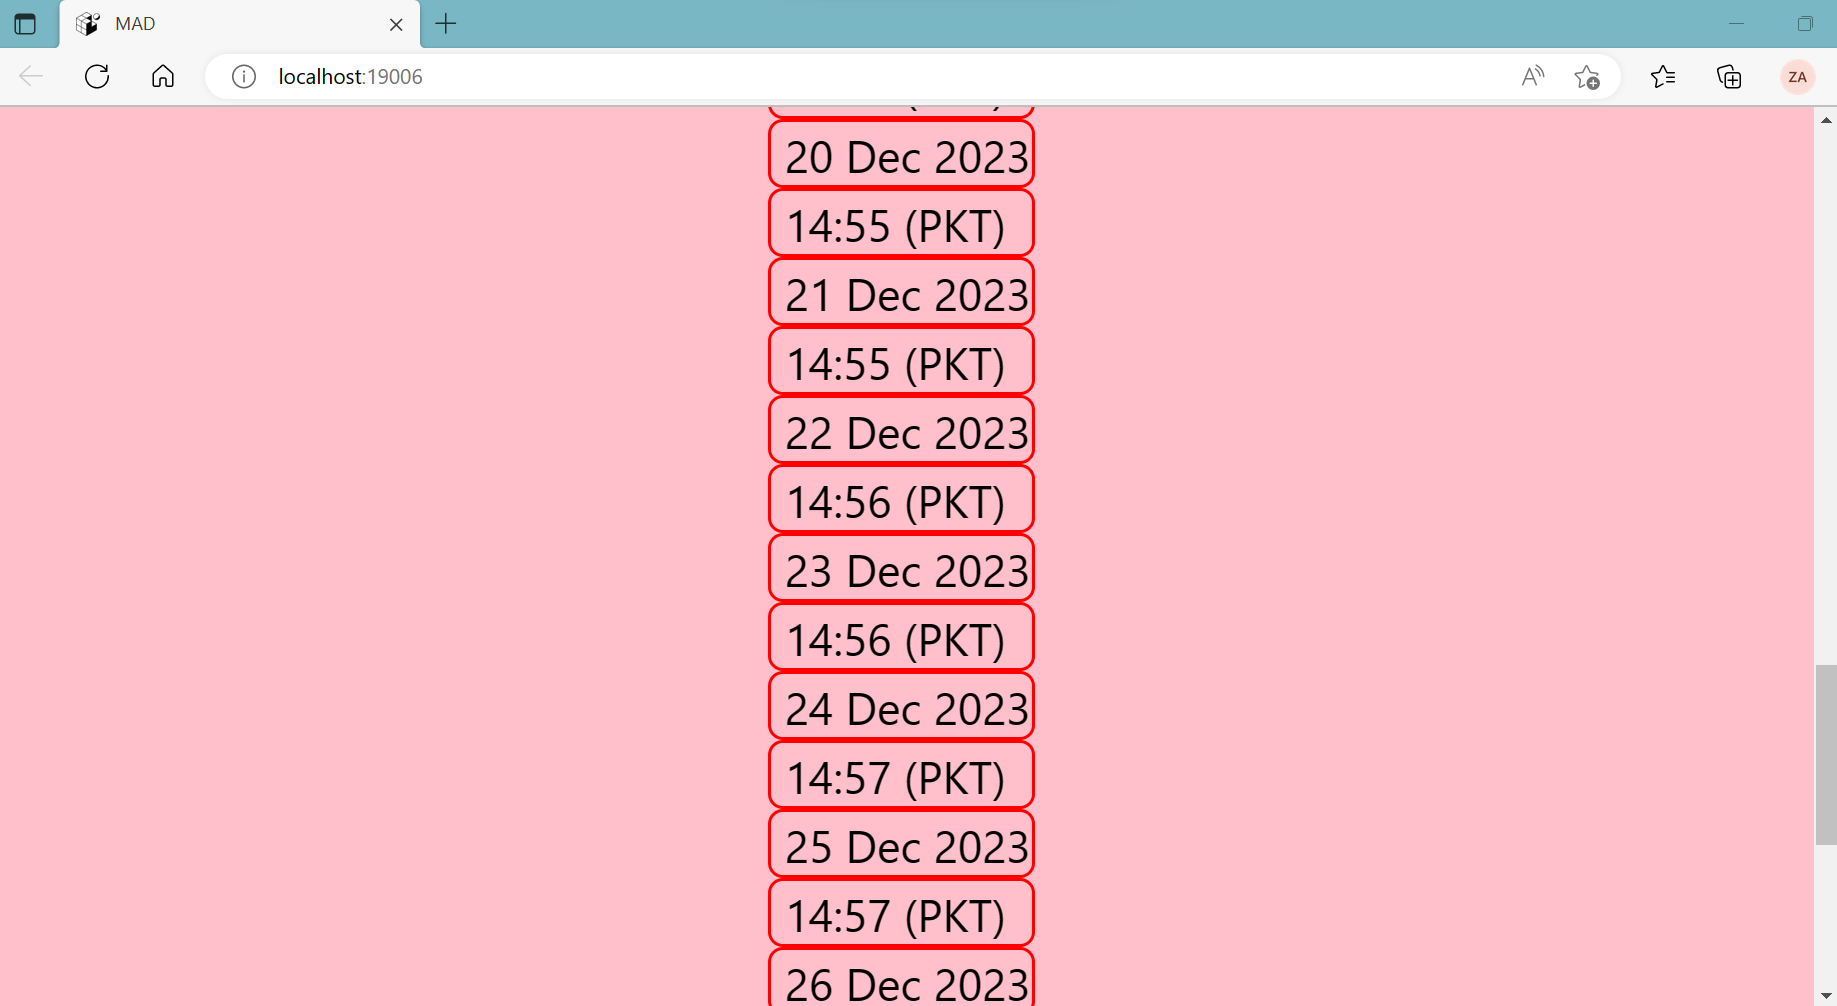 MAD
localhost:19006
ZA
20 Dec 2023
14:55 (PKT)
21 Dec 2023
14:55 (PKT)
22 Dec 2023
14:56 (PKT)
23 Dec 2023
14:56 (PKT)
24 Dec 2023
14:57 (PKT)
25 Dec 2023
14:57 (PKT)
26 Dec 2023